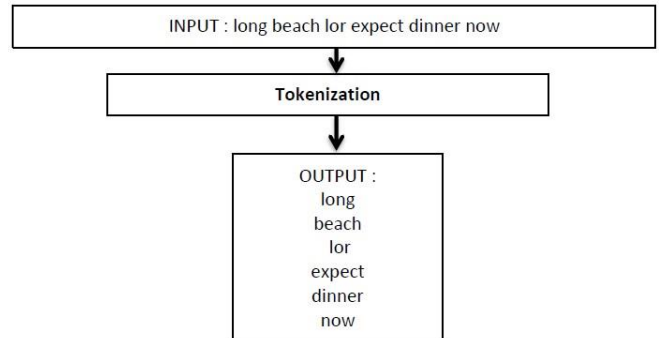 INPUT : long beach lor expect dinner now
Tokenization
OUTPUT :
long
beach
lor
expect
dinner
now